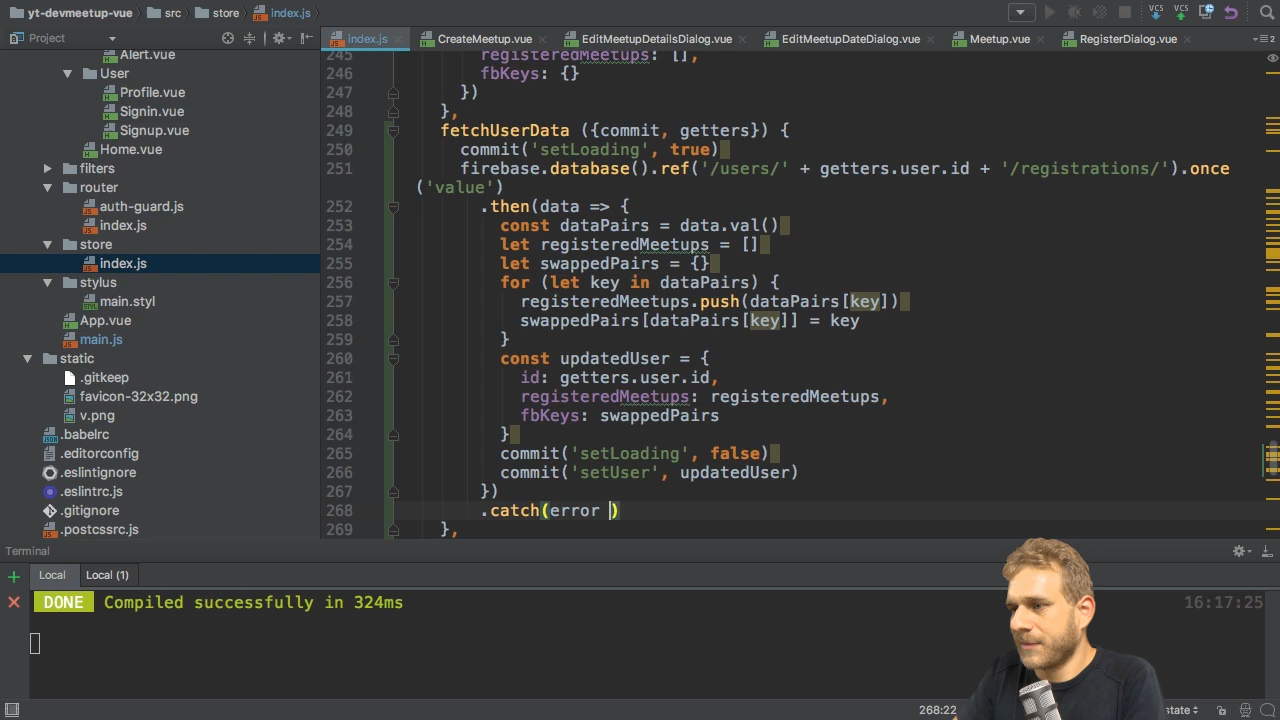 yt-devmeetup-vue
src
store
index.js
Project
index.js
CreateMeetup.vue
EditMeetupDetailsDialog.vue
EditMeetupDateDialog.vue
Meetup.vue
RegisterDialog.vue
2
Alert.vue
User
Profile.vue
Signin.vue
Signup.vue
Home.vue
filters
router
auth-guard.js
index.js
store
index.js
stylus
main.styl
App.vue
main.js
static
.gitkeep
favicon-32x32.png
v.png
.babelrc
.editorconfig
.eslintignore
.eslintrc.js
.gitignore
.postcssrc.js
245 registeredMeetups: [],
246 fbKeys: {}
247 })
248 },
249 fetchUserData ({commit, getters}) {
250 commit('setLoading', true)
251 firebase.database().ref('/users/' + getters.user.id + '/registrations/').once
('value')
252 .then(data => {
253 const dataPairs = data.val()
254 let registeredMeetups = []
255 let swappedPairs = {}
256 for (let key in dataPairs) {
257 registeredMeetups.push(dataPairs[key])
258 swappedPairs[dataPairs[key]] = key
259 }
260 const updatedUser = {
261 id: getters.user.id,
262 registeredMeetups: registeredMeetups,
263 fbKeys: swappedPairs
264 }
265 commit('setLoading', false)
266 commit('setUser', updatedUser)
267 })
268 .catch(error )
269 },
Terminal
Local
Local (1)
DONE Compiled successfully in 324ms
16:17:25
268:22
state